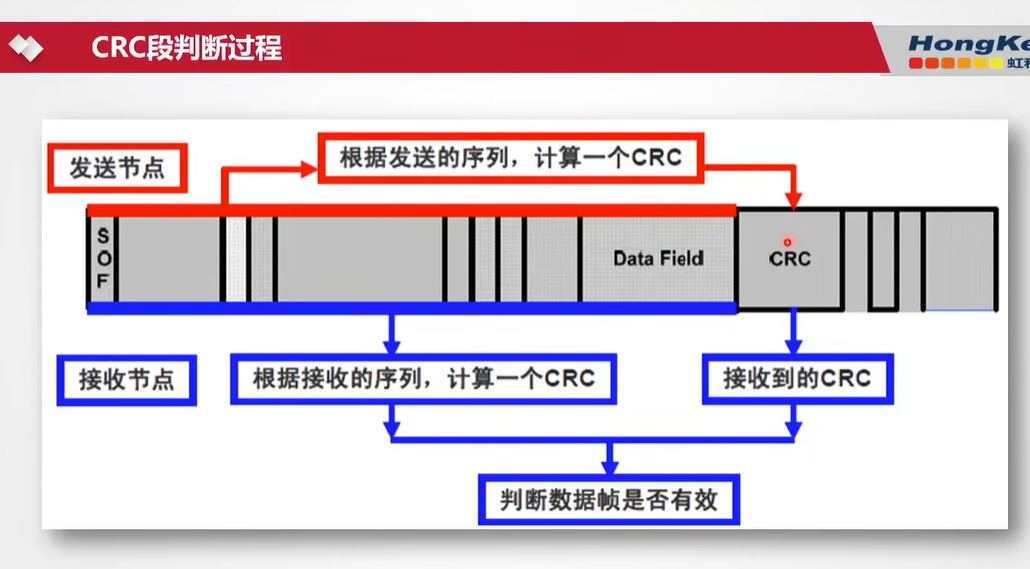 CRC段判断过程
HongKe
虹科
发送节点
根据发送的序列，计算一个CRC
SOF
Data Field
CRC
接收节点
根据接收的序列，计算一个CRC
接收到的CRC
判断数据帧是否有效